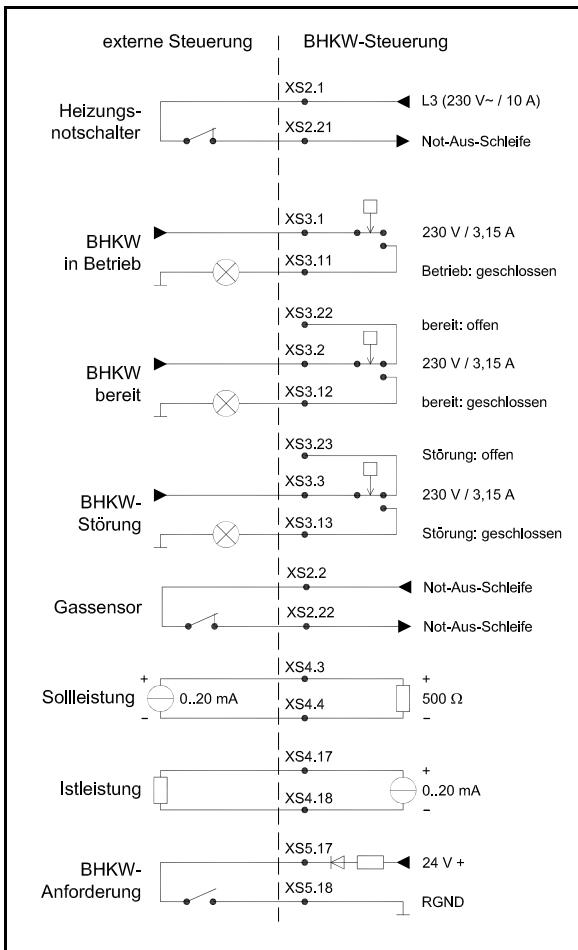 externe Steuerung BHKW-Steuerung
XS2.1
L3 (230 V~ / 10 A)
Heizungs-
notschalter
XS2.21
Not-Aus-Schleife
XS3.1
230 V / 3,15 A
BHKW
in Betrieb
XS3.11
Betrieb: geschlossen
XS3.22
bereit: offen
XS3.2
230 V / 3,15 A
BHKW
bereit
XS3.12
bereit: geschlossen
XS3.23
Störung: offen
XS3.3
230 V / 3,15 A
BHKW-
Störung
XS3.13
Störung: geschlossen
XS2.2
Not-Aus-Schleife
Gassensor
XS2.22
Not-Aus-Schleife
XS4.3
+ +
Sollleistung 0..20 mA 500 Ω
XS4.4
– –
XS4.17
+
Istleistung 0..20 mA
XS4.18
–
XS5.17
24 V +
BHKW-
Anforderung
XS5.18
RGND